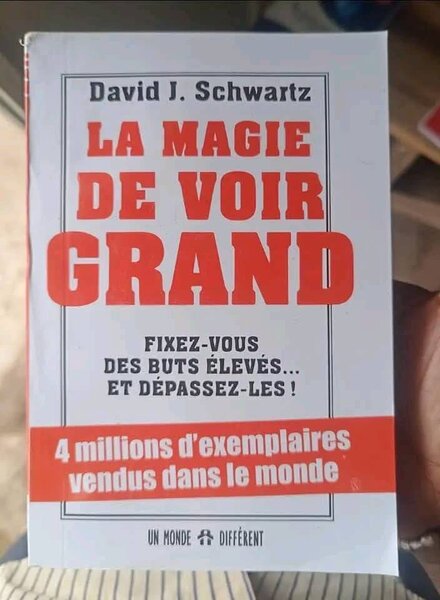 David J. Schwartz
LA MAGIE
DE VOIR
GRAND
FIXEZ-VOUS
DES BUTS ÉLEVÉS...
ET DÉPASSEZ-LES !
4 millions d'exemplaires
vendus dans le monde
UN MONDE DIFFÉRENT